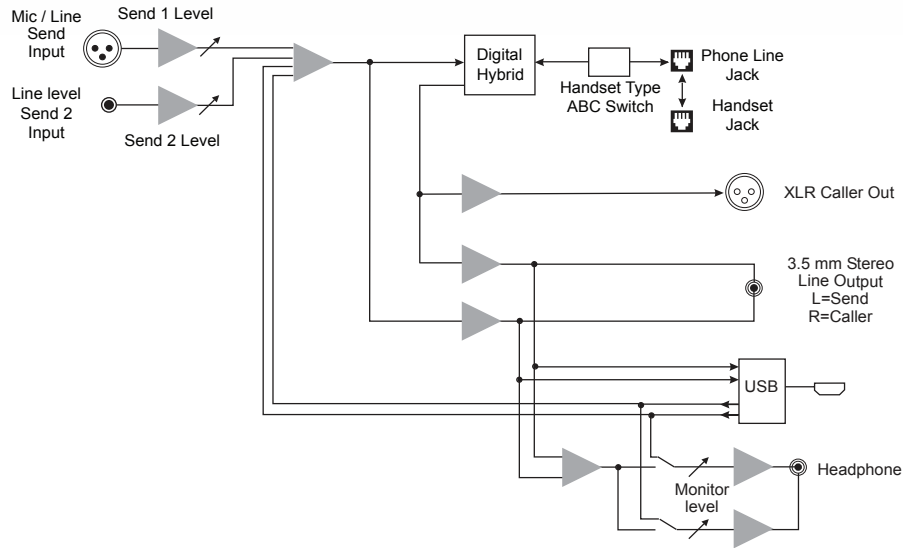 Mic / Line
Send
Input
Send 1 Level
Line level
Send 2
Input
Send 2 Level
Digital
Hybrid
Handset Type
ABC Switch
Phone Line
Jack
Handset
Jack
XLR Caller Out
3.5 mm Stereo
Line Output
L=Send
R=Caller
USB
Monitor
level
Headphone